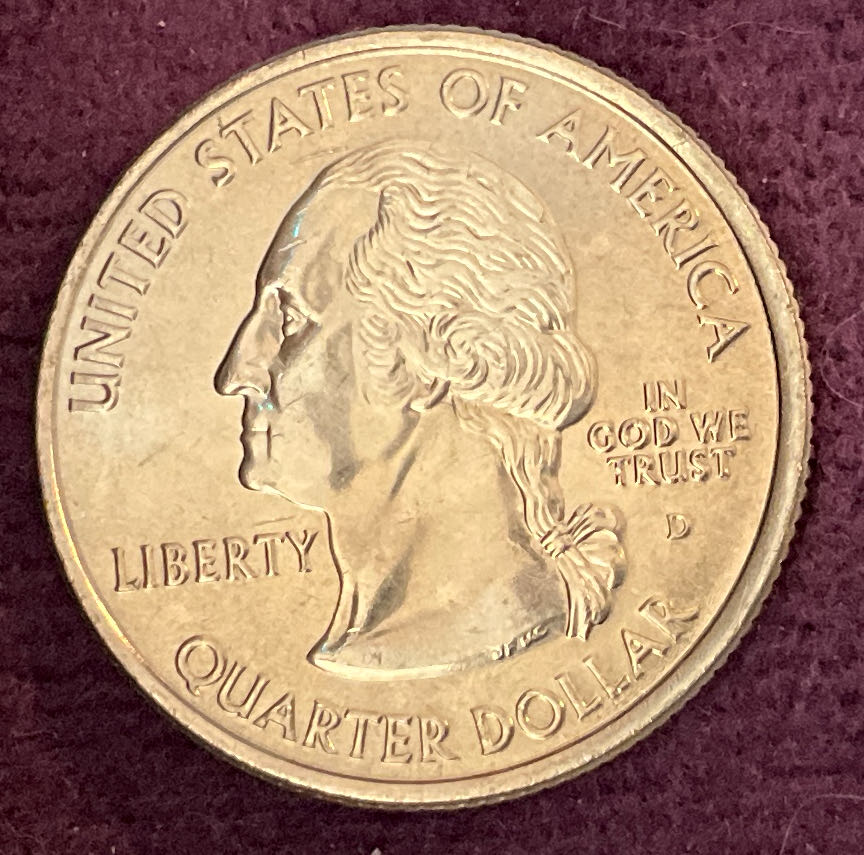 UNITED STATES OF AMERICA
IN
GOD WE
TRUST
D
LIBERTY
QUARTER DOLLAR